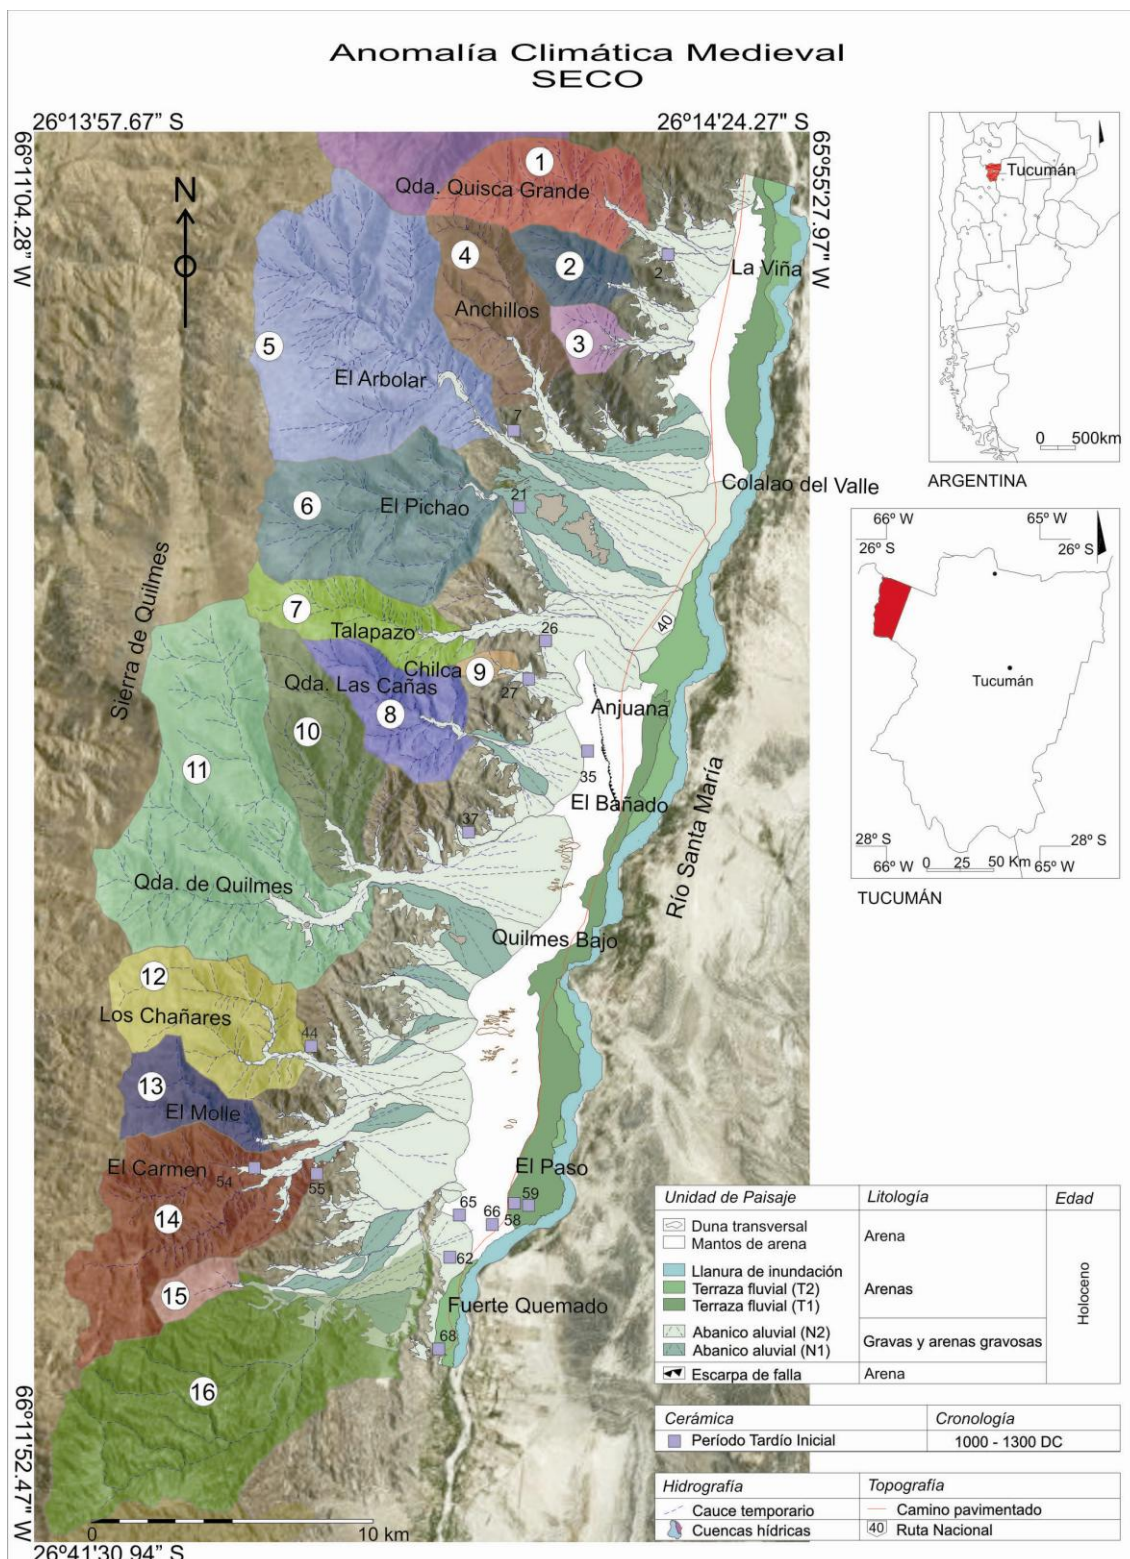 Anomalía Climática Medieval
SECO
26º13'57.67” S
26º14'24.27” S
66º11'04.28” W
65º55'27.97” W
N
1
Qda. Quisca Grande
4
2
2
La Viña
Anchillos
3
5
El Arbolar
7
Colalao del Valle
6
El Pichao
21
Sierra de Quilmes
7
Talapazo
26
40
Chilca
9
27
Qda. Las Cañas
8
Anjuana
10
11
35
El Bañado
37
Río Santa María
Qda. de Quilmes
Quilmes Bajo
12
Los Chañares
44
13
El Molle
El Carmen
54
55
El Paso
14
65
66
58
59
62
15
Fuerte Quemado
68
16
66º11'52.47" W
0
10 km
26º41'30.94” S
Tucumán
0
500km
ARGENTINA
66º W
65º W
26º S
26º S
Tucumán
28º S
28º S
66º W
0
25
50 Km
65º W
TUCUMÁN
Unidad de Paisaje
Litología
Edad
Duna transversal
Mantos de arena
Arena
Llanura de inundación
Terraza fluvial (T2)
Terraza fluvial (T1)
Arenas
Holoceno
Abanico aluvial (N2)
Abanico aluvial (N1)
Gravas y arenas gravosas
Escarpa de falla
Arena
Cerámica
Cronología
Período Tardío Inicial
1000 - 1300 DC
Hidrografía
Topografía
Cauce temporario
Camino pavimentado
Cuencas hídricas
40
Ruta Nacional